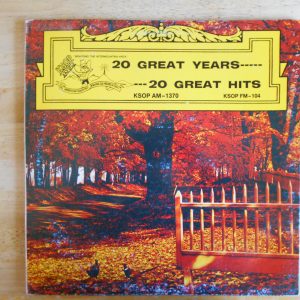 20 GREAT YEARS-----
---20 GREAT HITS
KSOP AM-1370
KSOP FM-104